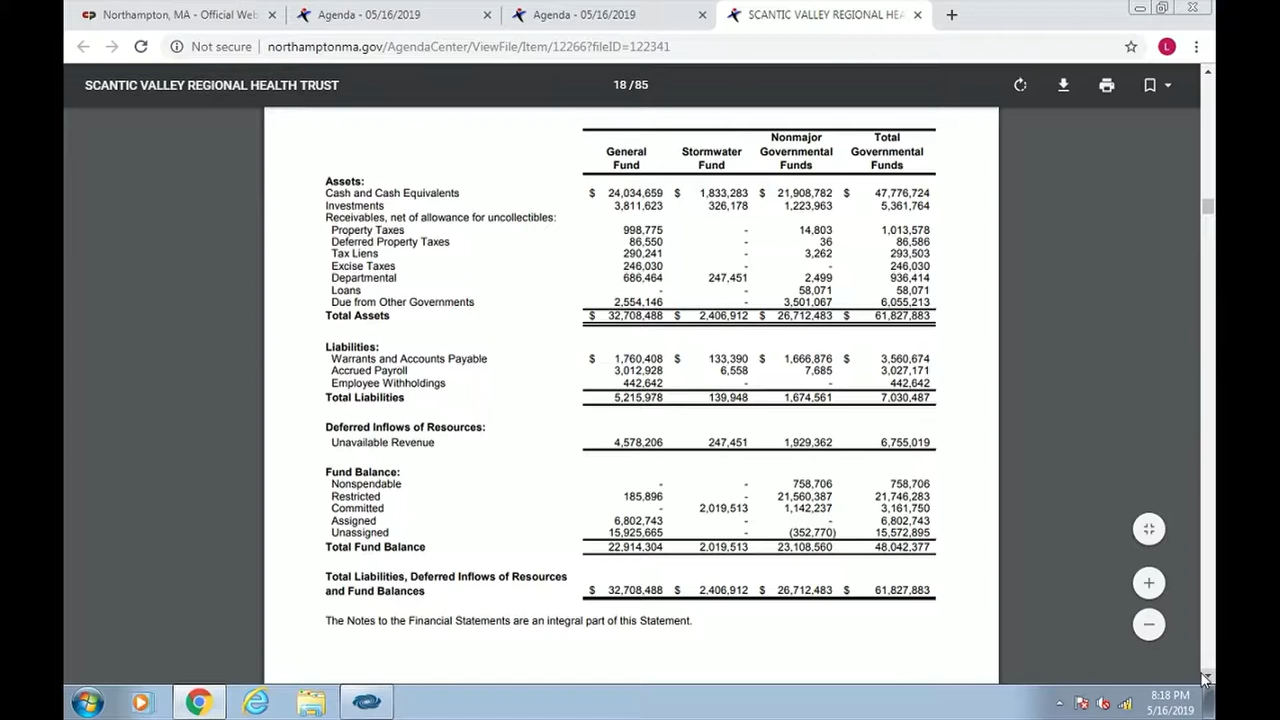 Northampton, MA - Official Web
Agenda - 05/16/2019
Agenda - 05/16/2019
SCANTIC VALLEY REGIONAL HEA
Not secure
northamptonma.gov/AgendaCenter/ViewFile/Item/12266?fileID=122341
L
SCANTIC VALLEY REGIONAL HEALTH TRUST
18 / 85
General Fund Stormwater Fund Nonmajor Governmental Funds Total Governmental Funds
Assets:
Cash and Cash Equivalents $ 24,034,659 $ 1,833,283 $ 21,908,782 $ 47,776,724
Investments 3,811,623 326,178 1,223,963 5,361,764
Receivables, net of allowance for uncollectibles:
Property Taxes 998,775 - 14,803 1,013,578
Deferred Property Taxes 86,550 - 36 86,586
Tax Liens 290,241 - 3,262 293,503
Excise Taxes 246,030 - - 246,030
Departmental 686,464 247,451 2,499 936,414
Loans - - 58,071 58,071
Due from Other Governments 2,554,146 - 3,501,067 6,055,213
Total Assets $ 32,708,488 $ 2,406,912 $ 26,712,483 $ 61,827,883
Liabilities:
Warrants and Accounts Payable $ 1,760,408 $ 133,390 $ 1,666,876 $ 3,560,674
Accrued Payroll 3,012,928 6,558 7,685 3,027,171
Employee Withholdings 442,642 - - 442,642
Total Liabilities 5,215,978 139,948 1,674,561 7,030,487
Deferred Inflows of Resources:
Unavailable Revenue 4,578,206 247,451 1,929,362 6,755,019
Fund Balance:
Nonspendable - - 758,706 758,706
Restricted 185,896 - 21,560,387 21,746,283
Committed - 2,019,513 1,142,237 3,161,750
Assigned 6,802,743 - - 6,802,743
Unassigned 15,925,665 - (352,770) 15,572,895
Total Fund Balance 22,914,304 2,019,513 23,108,560 48,042,377
Total Liabilities, Deferred Inflows of Resources
and Fund Balances $ 32,708,488 $ 2,406,912 $ 26,712,483 $ 61,827,883
The Notes to the Financial Statements are an integral part of this Statement.
8:18 PM
5/16/2019